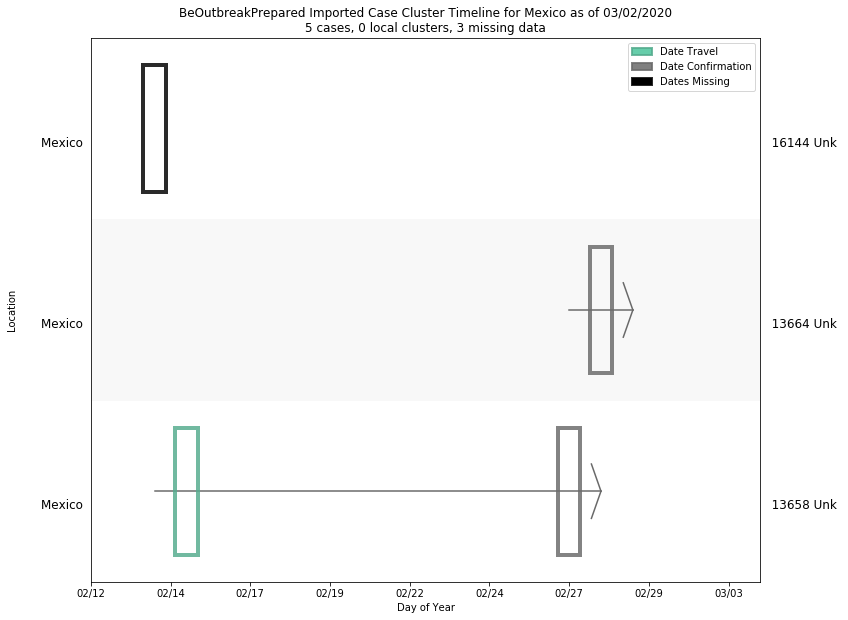 BeOutbreakPrepared Imported Case Cluster Timeline for Mexico as of 03/02/2020
5 cases, 0 local clusters, 3 missing data
Date Travel
Date Confirmation
Dates Missing
Mexico
16144 Unk
Mexico
13664 Unk
Location
Mexico
13658 Unk
02/12
02/14
02/17
02/19
02/22
02/24
02/27
02/29
03/03
Day of Year